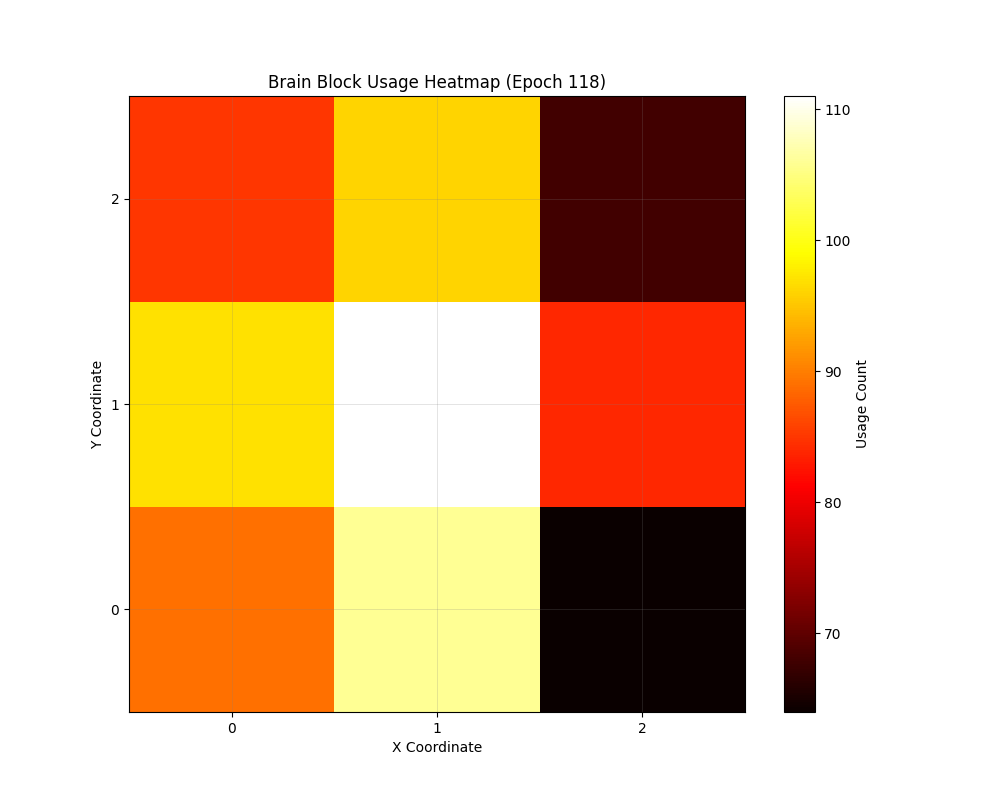 Brain Block Usage Heatmap (Epoch 118)
2
1
0
Y Coordinate
0 1 2
X Coordinate
110
100
90
80
70
Usage Count